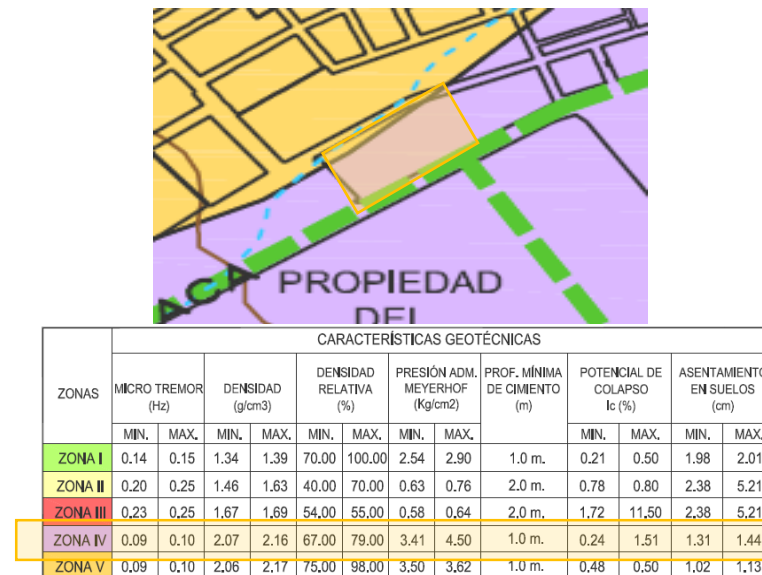 ACA
PROPIEDAD
DEL
CARACTERÍSTICAS GEOTÉCNICAS
ZONAS
MICRO TREMOR
(Hz)
DENSIDAD
(g/cm3)
DENSIDAD
RELATIVA
(%)
PRESIÓN ADM.
MEYERHOF
(Kg/cm2)
PROF. MÍNIMA
DE CIMIENTO
(m)
POTENCIAL DE
COLAPSO
Ic (%)
ASENTAMIENTO
EN SUELOS
(cm)
MIN. MAX. MIN. MAX. MIN. MAX. MIN. MAX. MIN. MAX. MIN. MAX.
ZONA I 0.14 0.15 1.34 1.39 70.00 100.00 2.54 2.90 1.0 m. 0.21 0.50 1.98 2.01
ZONA II 0.20 0.25 1.46 1.63 40.00 70.00 0.63 0.76 2.0 m. 0.78 0.80 2.38 5.21
ZONA III 0.23 0.25 1.67 1.69 54.00 55.00 0.58 0.64 2.0 m. 1.72 11.50 2.38 5.21
ZONA IV 0.09 0.10 2.07 2.16 67.00 79.00 3.41 4.50 1.0 m. 0.24 1.51 1.31 1.44
ZONA V 0.09 0.10 2.06 2.17 75.00 98.00 3.50 3.62 1.0 m. 0.48 0.50 1.02 1.13